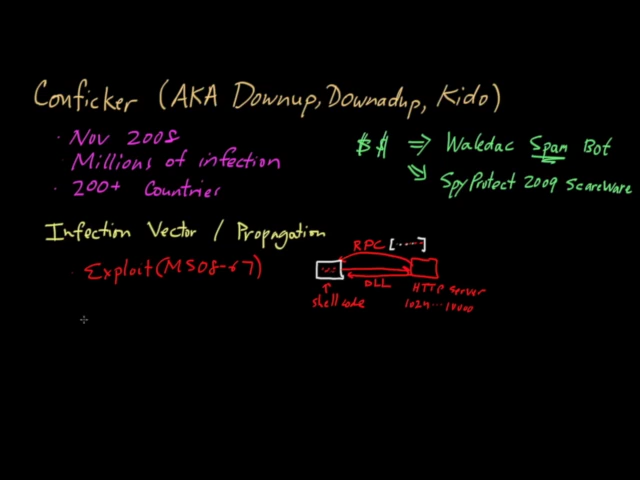 Conficker (AKA Downup, Downadup, Kido)
· Nov 2008
· Millions of infection
· 200+ Countries
$$ ⇒ Waledac Spam Bot
⇒ SpyProtect 2009 Scareware
Infection Vector / Propagation
· Exploit (MS08-67)
RPC [·····]
DLL
shell code
HTTP Server
1024···10000